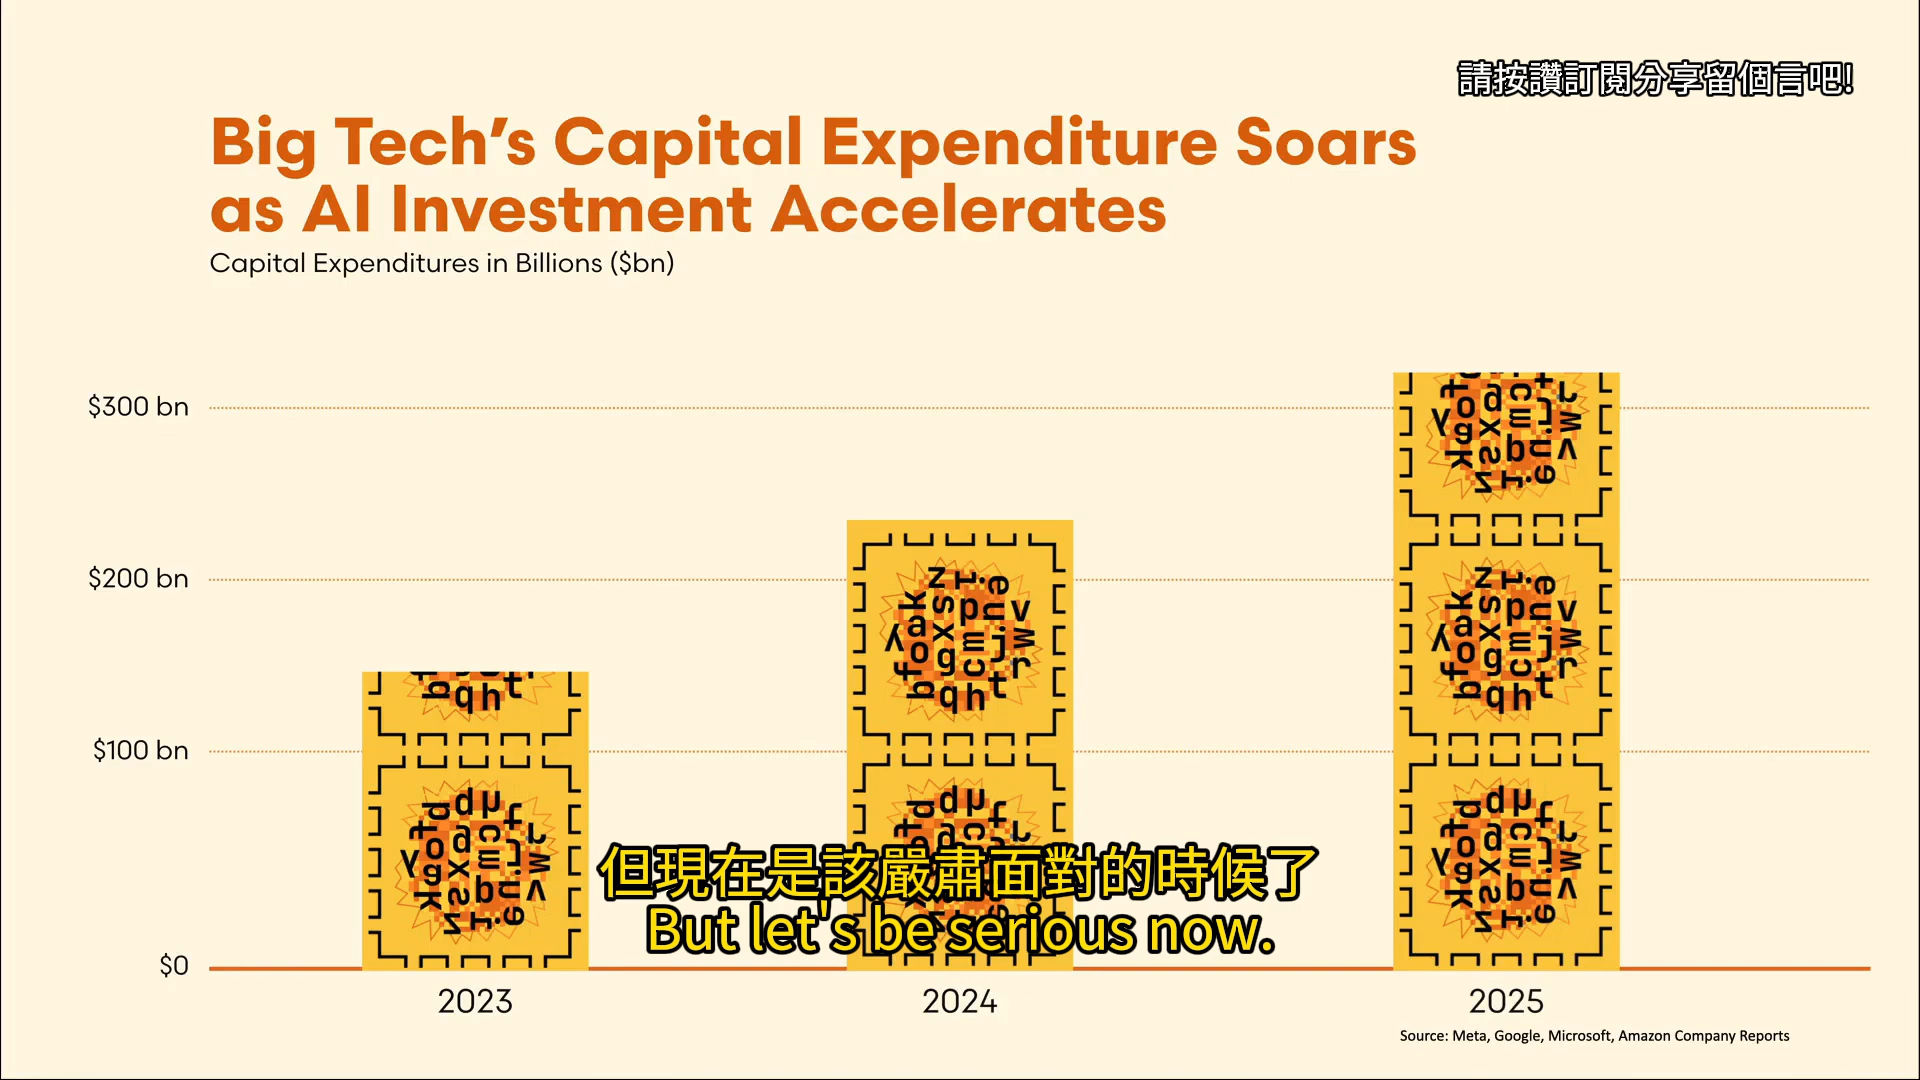 請按讚訂閱分享留個言吧!
Big Tech’s Capital Expenditure Soars
as AI Investment Accelerates
Capital Expenditures in Billions ($bn)
$300 bn
$200 bn
$100 bn
$0
但現在是該嚴肅面對的時候了
But let's be serious now.
2023
2024
2025
Source: Meta, Google, Microsoft, Amazon Company Reports